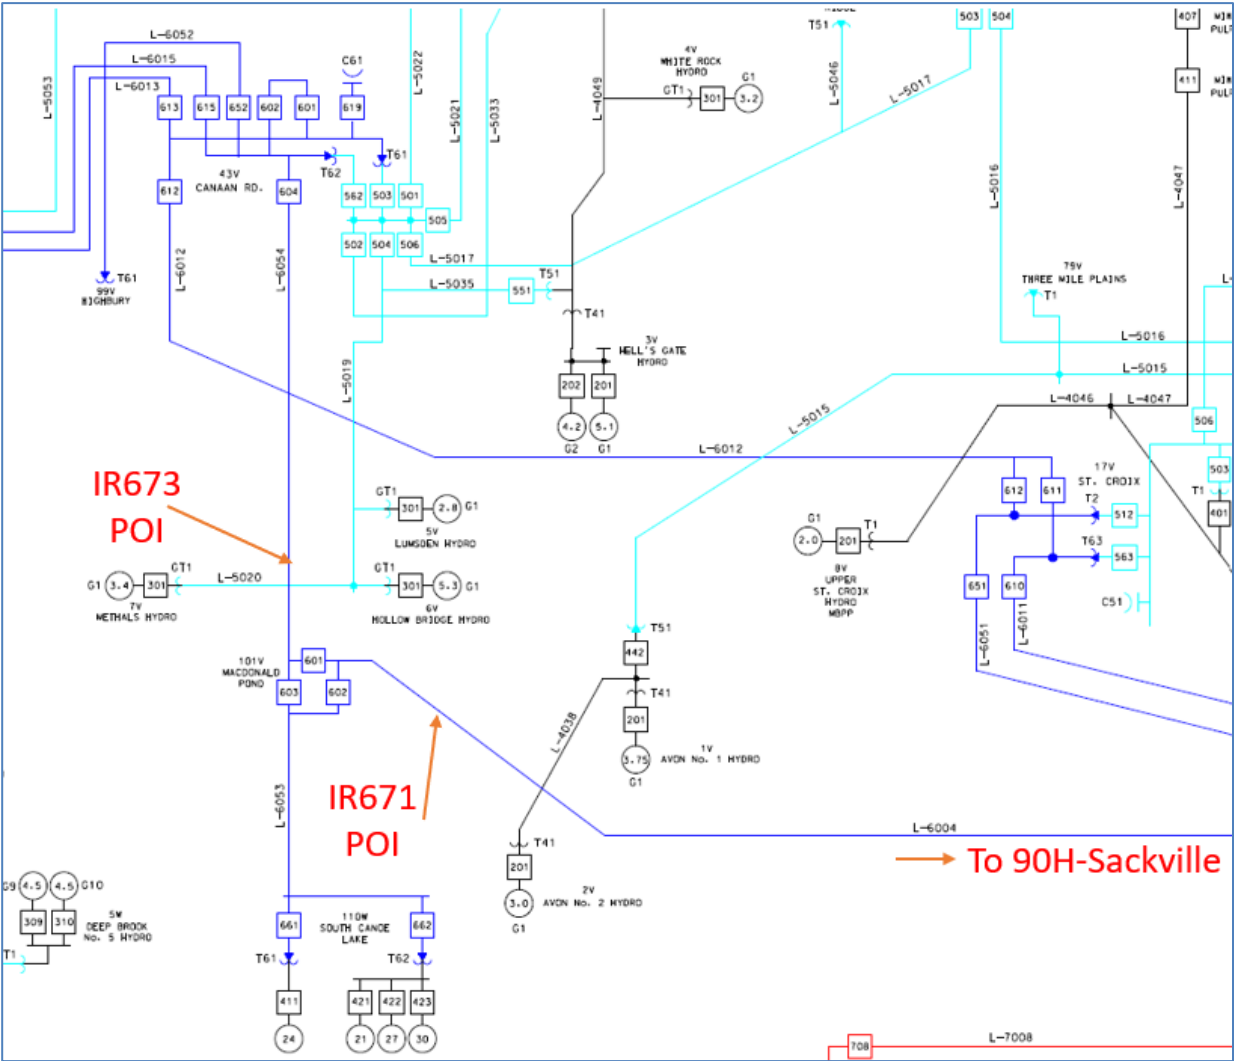 L-5053
L-6052
L-6015
L-6013
C61
613
615
652
602
601
619
L-5022
L-5021
L-5033
T61
T62
43V
CANAAN RD.
612
604
562
503
501
505
502
504
506
L-5017
L-5035
551
T51
T41
T61
99V
HIGHBURY
L-6012
L-6054
L-5019
L-4049
4V
WHITE ROCK
HYDRO
GT1
301
3.2
G1
T51
L-5046
L-5017
503
504
L-5016
407
411
L-4047
79V
THREE MILE PLAINS
T1
L-5016
L-5015
L-4046
L-4047
3V
HELL'S GATE
HYDRO
202
201
4.2
5.1
G2
G1
L-5015
L-6012
506
503
T1
401
17V
ST. CROIX
612
611
T2
512
T63
563
C51
651
610
L-6051
L-6011
IR673
POI
GT1
301
2.8
G1
5V
LUMSDEN HYDRO
G1
3.4
301
GT1
L-5020
7V
METHALS HYDRO
GT1
301
5.3
G1
6V
HOLLOW BRIDGE HYDRO
G1
2.0
201
T1
8V
UPPER
ST. CROIX
HYDRO
MBPP
101V
MACDONALD
POND
601
603
602
T51
442
T41
201
3.75
G1
1V
AVON No. 1 HYDRO
L-4038
L-6053
IR671
POI
L-6004
To 90H-Sackville
T41
201
3.0
G1
2V
AVON No. 2 HYDRO
G9
4.5
4.5
G10
309
310
5W
DEEP BROOK
No. 5 HYDRO
T1
661
110W
SOUTH CANOE
LAKE
662
T61
T62
411
421
422
423
24
21
27
30
708
L-7008